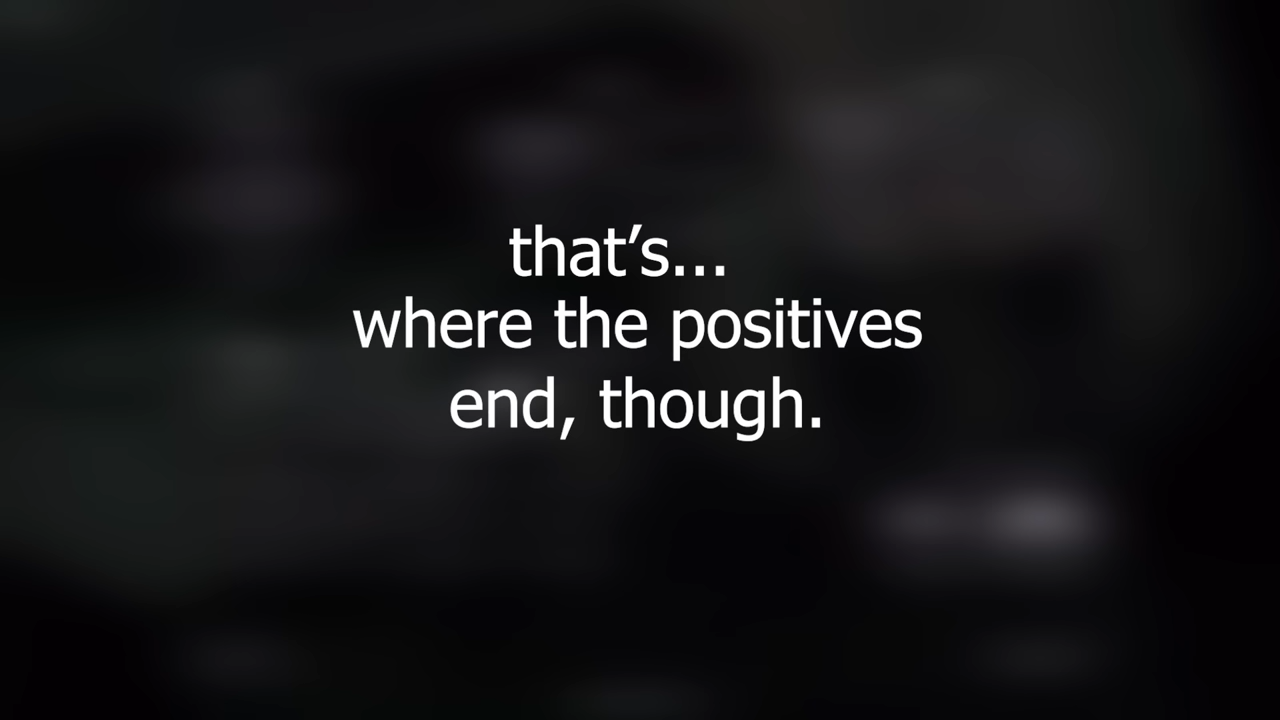 that’s...
where the positives
end, though.